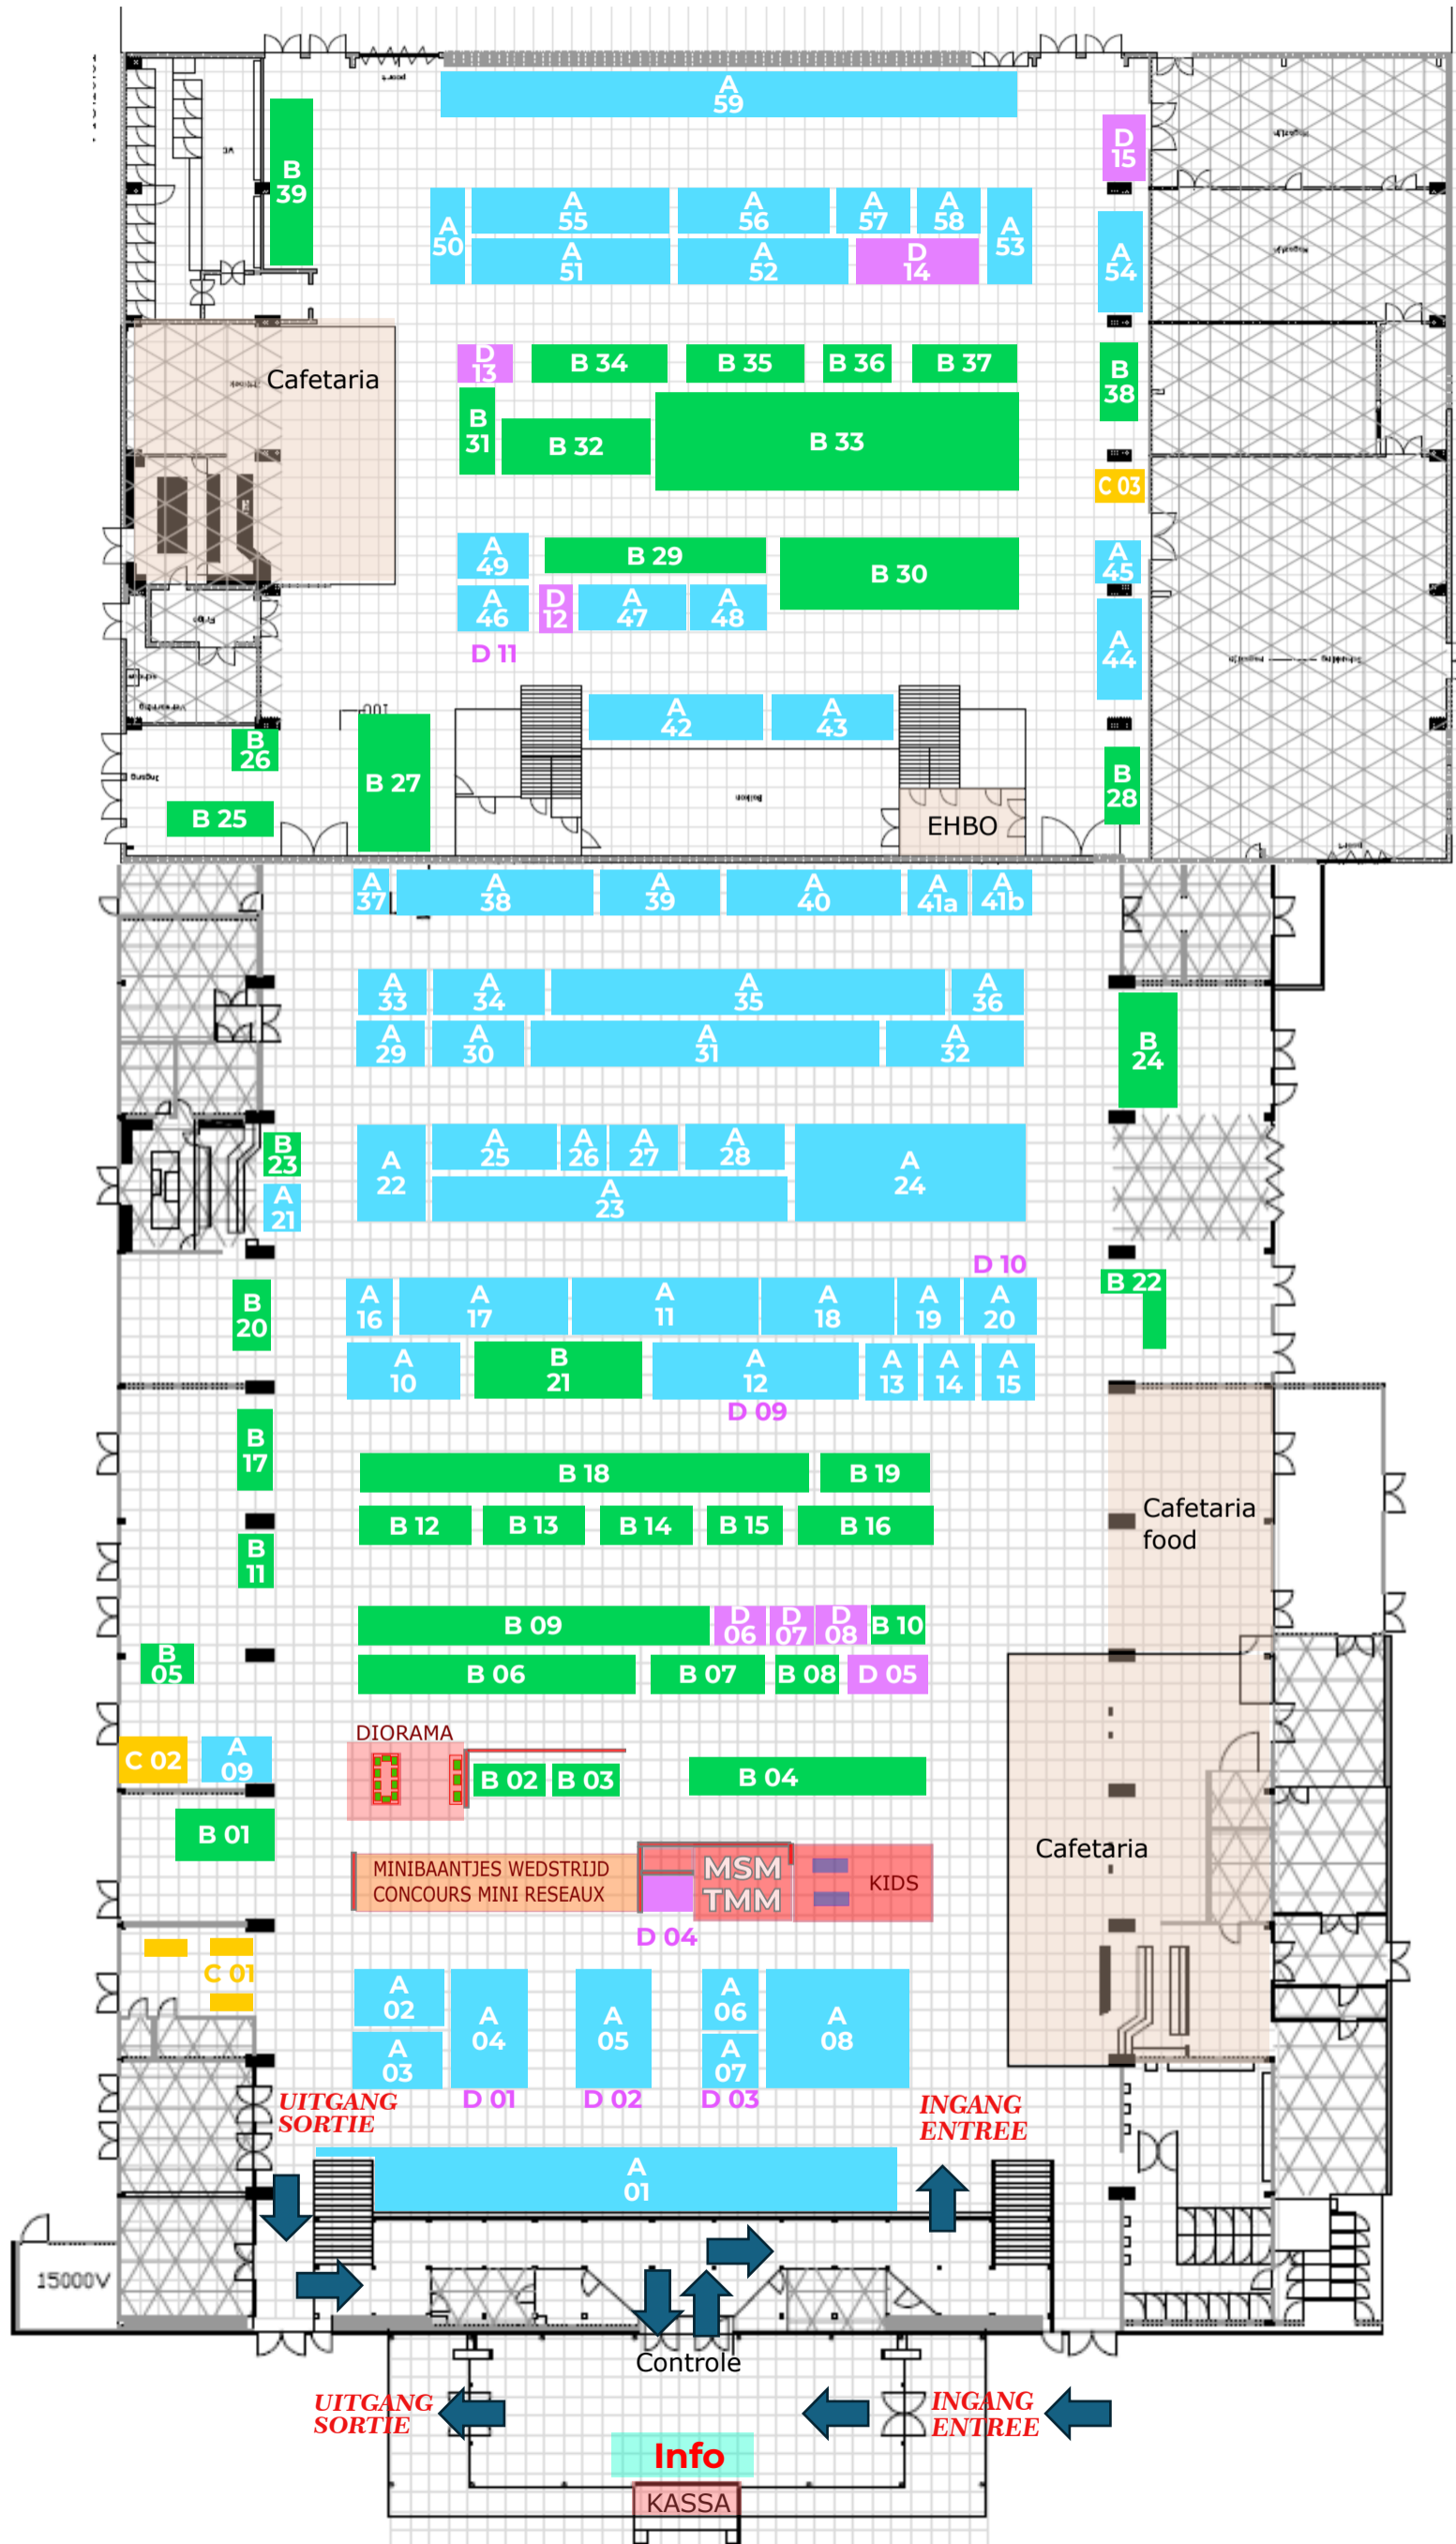 A
59
D
15
B
39
A
50
A
55
A
56
A
57
A
58
A
53
A
51
A
52
D
14
A
54
D
13
B 34
B 35
B 36
B 37
B
38
Cafetaria
B
31
B 32
B 33
C 03
A
49
B 29
B 30
A
45
A
46
D
12
A
47
A
48
A
44
D 11
A
42
A
43
B
26
B 27
B
28
B 25
EHBO
A
37
A
38
A
39
A
40
A
41a
A
41b
A
33
A
34
A
35
A
36
A
29
A
30
A
31
A
32
B
24
B
23
A
22
A
25
A
26
A
27
A
28
A
24
A
21
A
23
D 10
B
20
A
16
A
17
A
11
A
18
A
19
A
20
B 22
A
10
B
21
A
12
A
13
A
14
A
15
D 09
B
17
B 18
B 19
B 12
B 13
B 14
B 15
B 16
Cafetaria
food
B
11
B 09
D
06
D
07
D
08
B 10
B
05
B 06
B 07
B 08
D 05
DIORAMA
C 02
A
09
B 02
B 03
B 04
B 01
Cafetaria
MINIBAANTJES WEDSTRIJD
CONCOURS MINI RESEAUX
MSM
TMM
KIDS
D 04
C 01
A
02
A
03
A
04
A
05
A
06
A
07
A
08
D 01
D 02
D 03
UITGANG
SORTIE
INGANG
ENTREE
A
01
15000V
Controle
UITGANG
SORTIE
INGANG
ENTREE
Info
KASSA